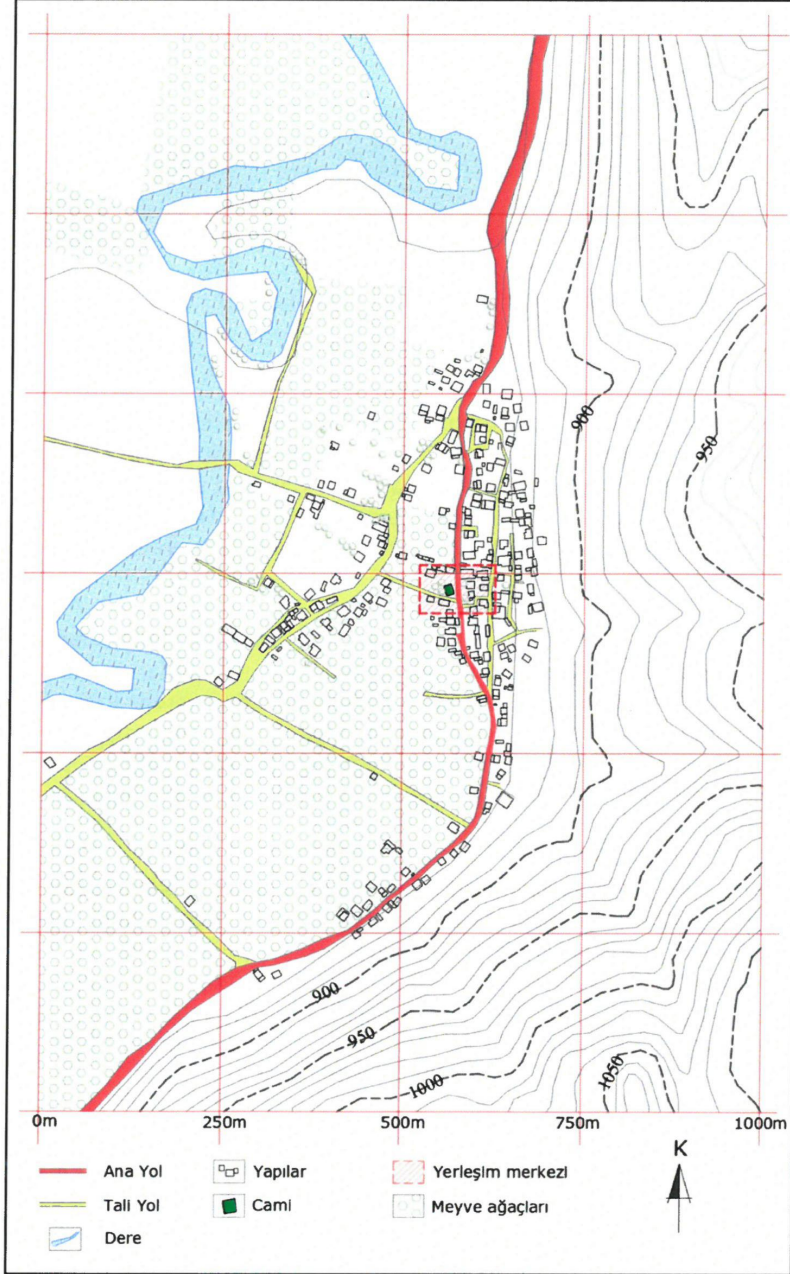 900
950
900
950
1000
1050
0m 250m 500m 750m 1000m
Ana Yol
Yapılar
Yerleşim merkezi
K
Tali Yol
Cami
Meyve ağaçları
Dere